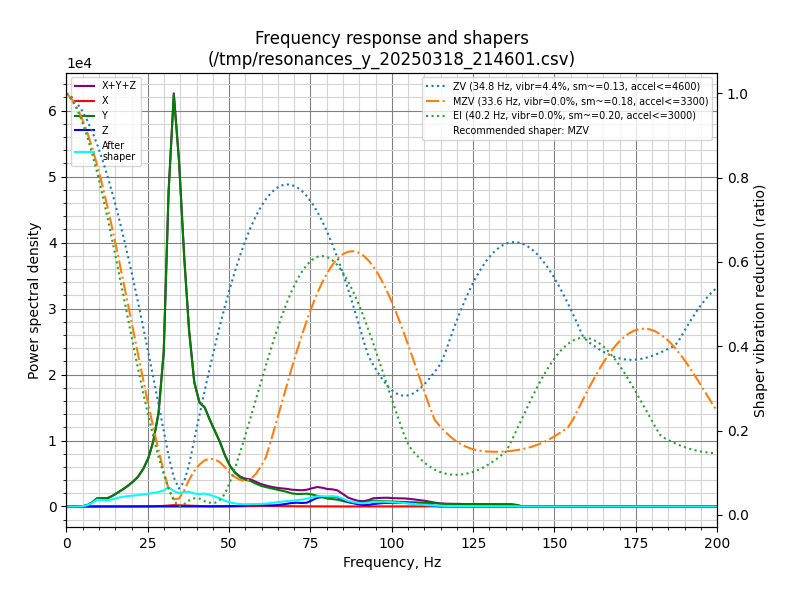 Frequency response and shapers
(/tmp/resonances_y_20250318_214601.csv)
1e4
X+Y+Z
X
Y
Z
After
shaper
ZV (34.8 Hz, vibr=4.4%, sm~=0.13, accel<=4600)
MZV (33.6 Hz, vibr=0.0%, sm~=0.18, accel<=3300)
EI (40.2 Hz, vibr=0.0%, sm~=0.20, accel<=3000)
Recommended shaper: MZV
6
5
4
3
2
1
0
Power spectral density
1.0
0.8
0.6
0.4
0.2
0.0
Shaper vibration reduction (ratio)
0 25 50 75 100 125 150 175 200
Frequency, Hz